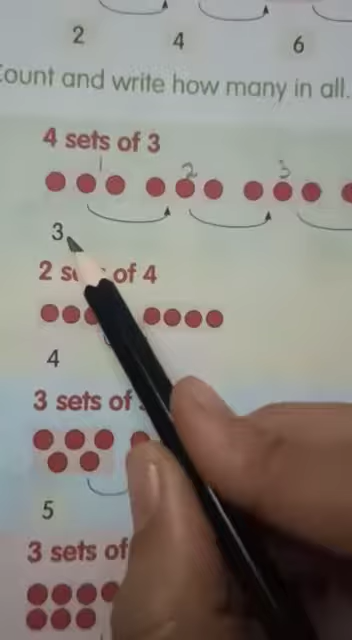 2 4 6
Count and write how many in all.
4 sets of 3
1 2 3
3
2 of 4
4
3 sets of
5
3 sets of